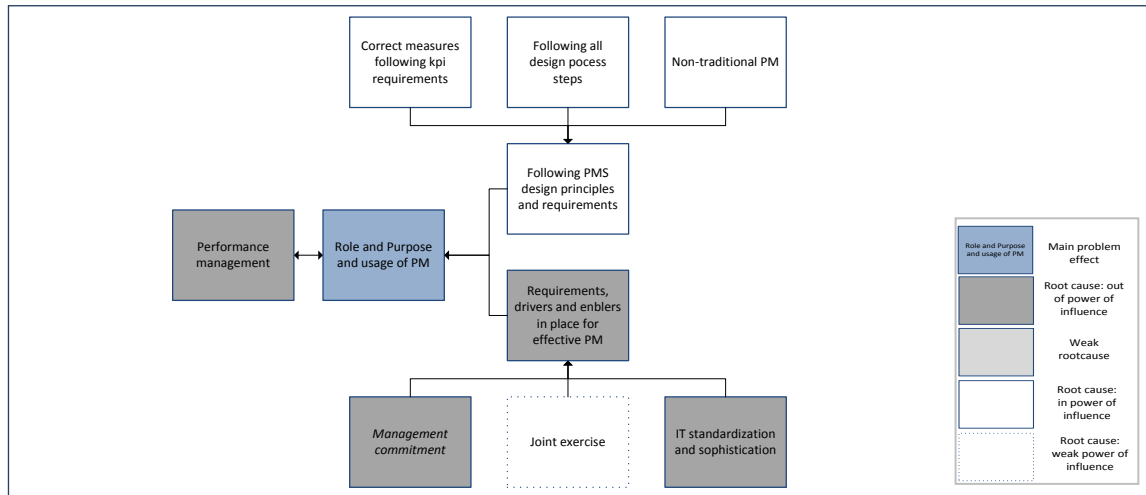 Correct measures
following kpi
requirements
Following all
design pocess
steps
Non-traditional PM
Following PMS
design principles
and requirements
Performance
management
Role and Purpose
and usage of PM
Requirements,
drivers and enblers
in place for
effective PM
Management
commitment
Joint exercise
IT standardization
and sophistication
Role and Purpose
and usage of PM
Main problem
effect
Root cause: out
of power of
influence
Weak
rootcause
Root cause:
in power of
influence
Root cause:
weak power of
influence